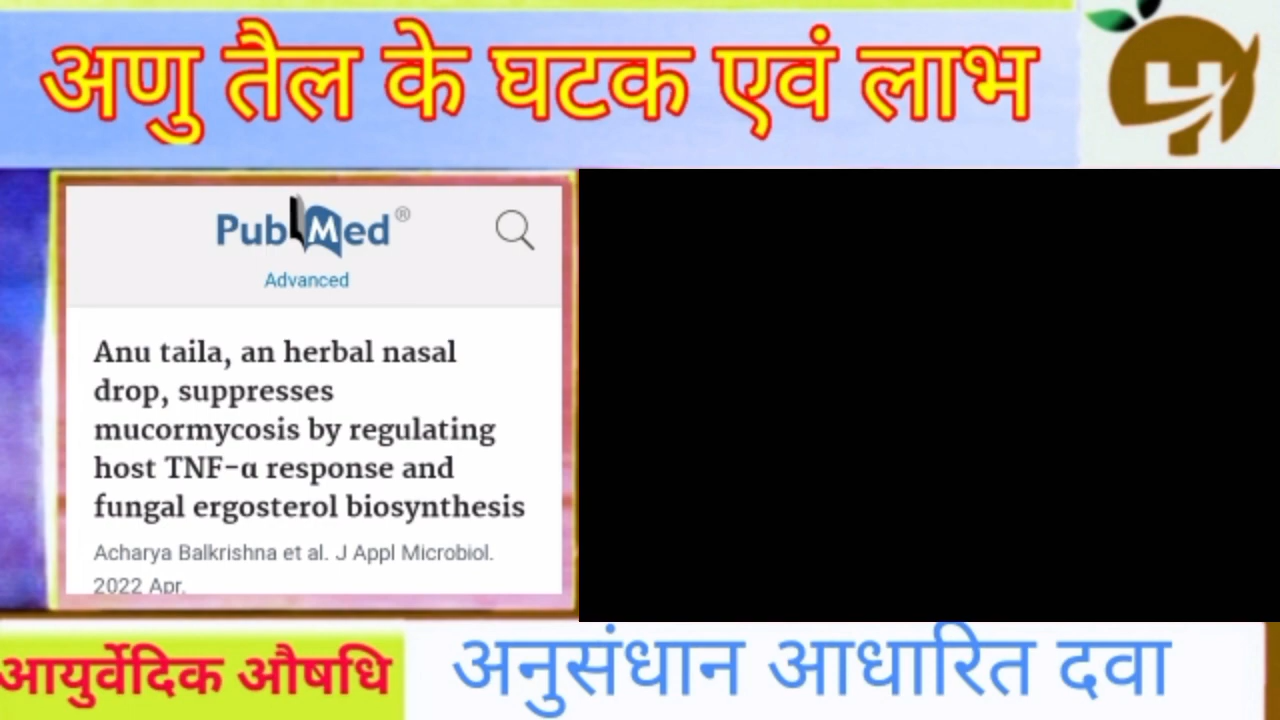 अणु तैल के घटक एवं लाभ
PubMed®
Advanced
Anu taila, an herbal nasal
drop, suppresses
mucormycosis by regulating
host TNF-α response and
fungal ergosterol biosynthesis
Acharya Balkrishna et al. J Appl Microbiol.
2022 Apr.
आयुर्वेदिक औषधि
अनुसंधान आधारित दवा